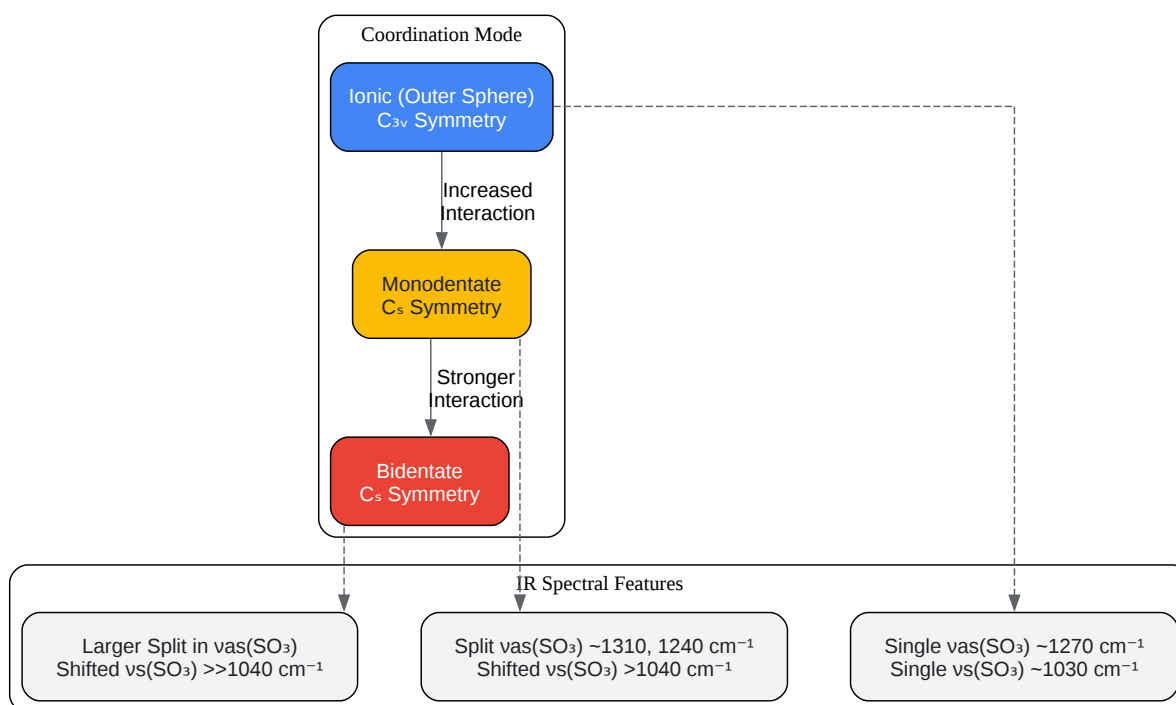 Coordination Mode
Ionic (Outer Sphere)
C₃ᵥ Symmetry
Increased
Interaction
Monodentate
Cₛ Symmetry
Stronger
Interaction
Bidentate
Cₛ Symmetry
IR Spectral Features
Larger Split in νas(SO₃)
Shifted νs(SO₃) >>1040 cm⁻¹
Split νas(SO₃) ~1310, 1240 cm⁻¹
Shifted νs(SO₃) >1040 cm⁻¹
Single νas(SO₃) ~1270 cm⁻¹
Single νs(SO₃) ~1030 cm⁻¹